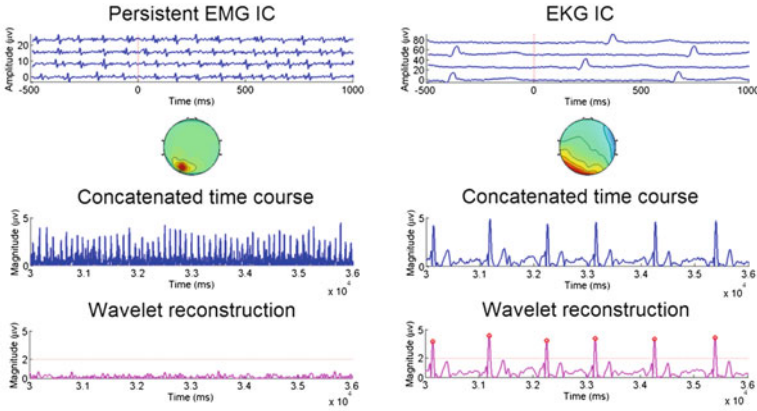 Persistent EMG IC
EKG IC
Amplitude (μv)
20
10
0
-500
0
500
1000
Time (ms)
Amplitude (μv)
80
60
40
20
0
-500
0
500
1000
Time (ms)
Concatenated time course
Concatenated time course
Magnitude (μv)
5
0
3
3.1
3.2
3.3
3.4
3.5
3.6
Time (ms)
x 10⁴
Magnitude (μv)
5
0
3
3.1
3.2
3.3
3.4
3.5
3.6
Time (ms)
x 10⁴
Wavelet reconstruction
Wavelet reconstruction
Magnitude (μv)
5
2
0
3
3.1
3.2
3.3
3.4
3.5
3.6
Time (ms)
x 10⁴
Magnitude (μv)
5
2
0
3
3.1
3.2
3.3
3.4
3.5
3.6
Time (ms)
x 10⁴